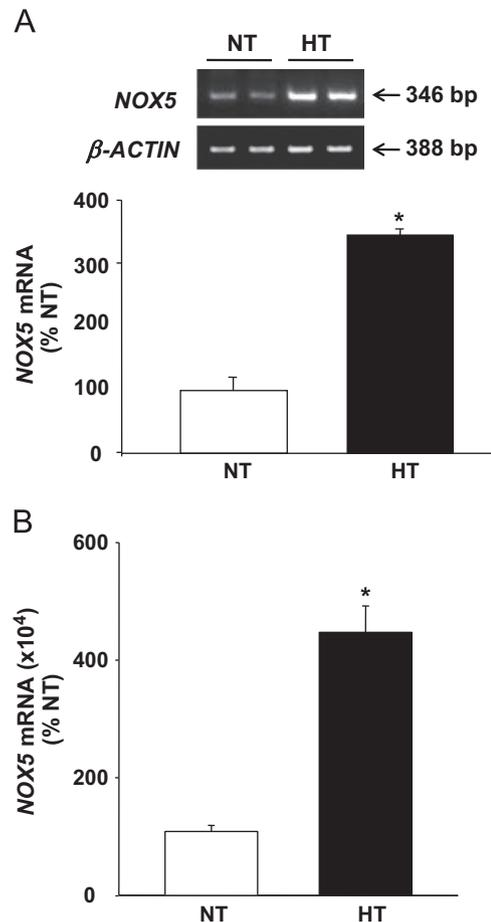 A
NT HT
NOX5 ← 346 bp
β-ACTIN ← 388 bp
NOX5 mRNA
(% NT)
400
300
200
100
0
*
NT HT
B
NOX5 mRNA (x10⁴)
(% NT)
600
400
200
0
*
NT HT